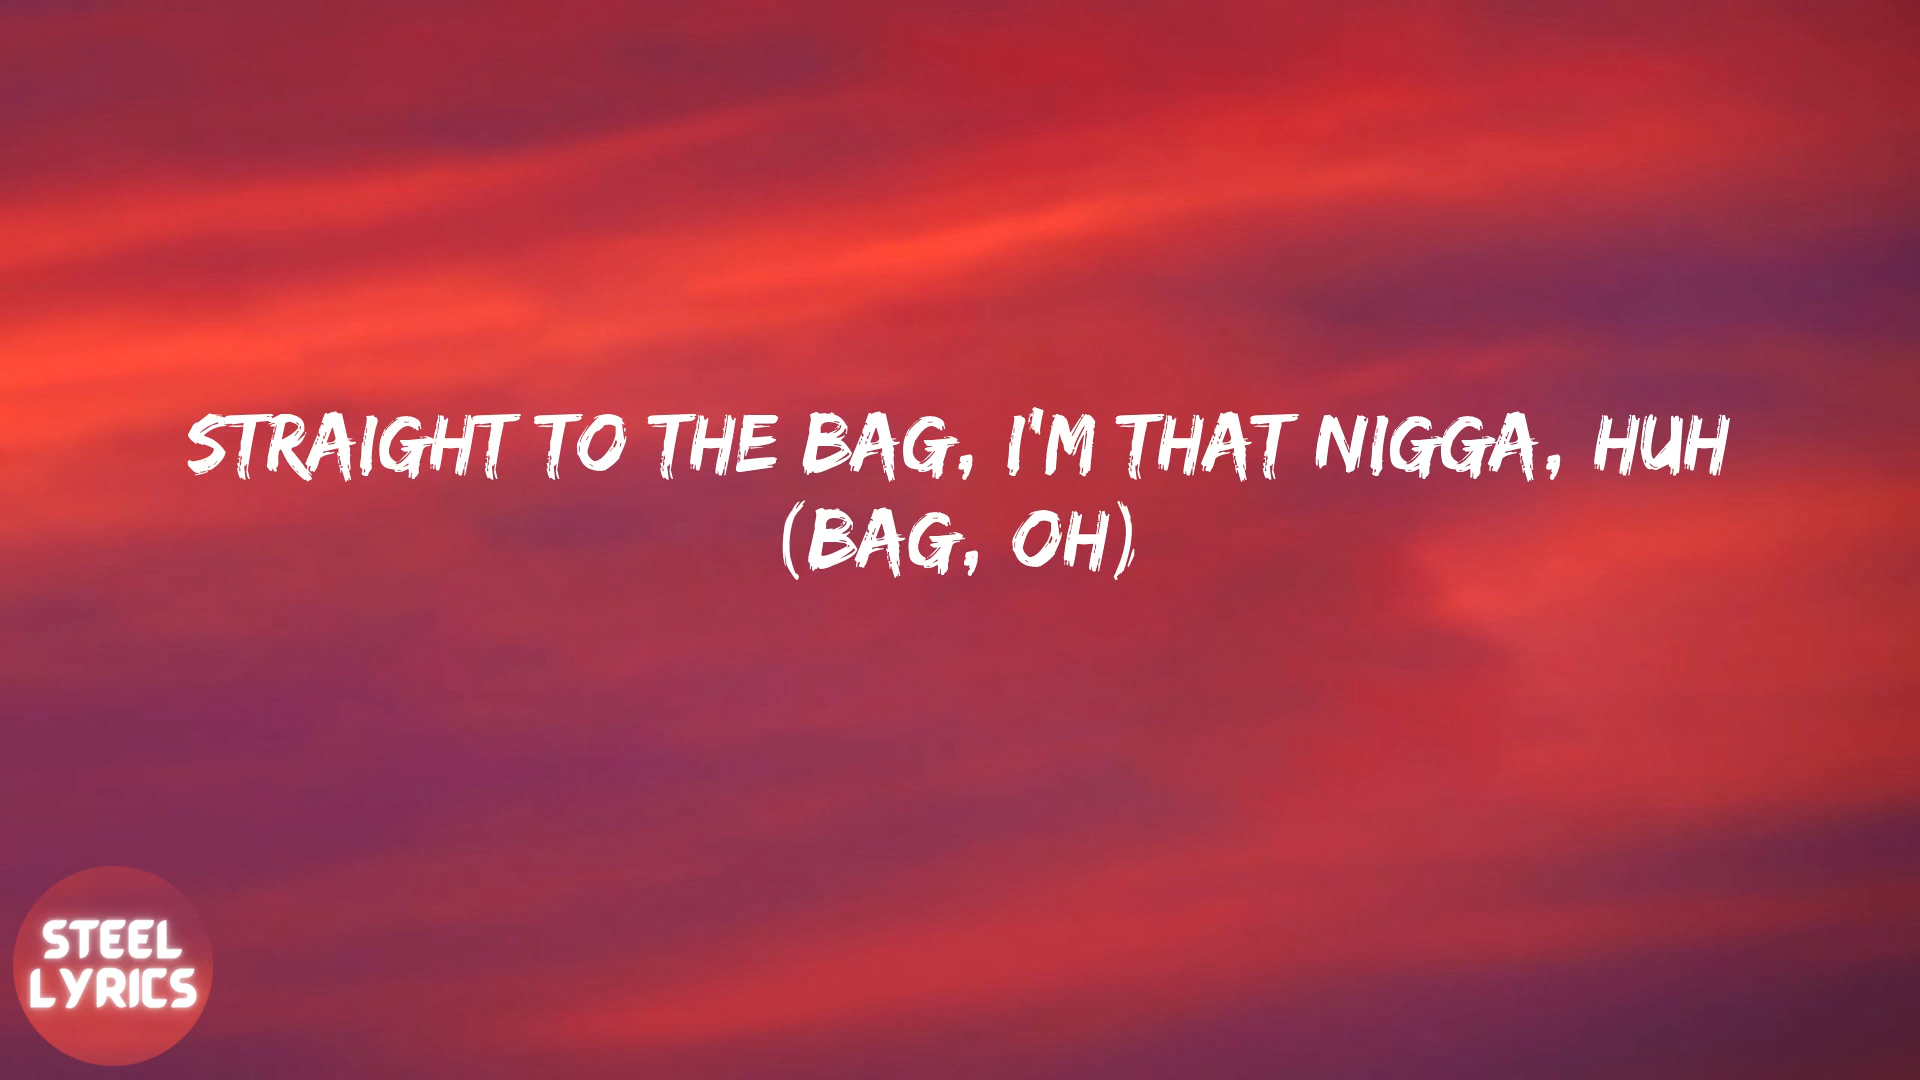 STRAIGHT TO THE BAG, I'M THAT NIGGA, HUH
(BAG, OH)
STEEL
LYRICS